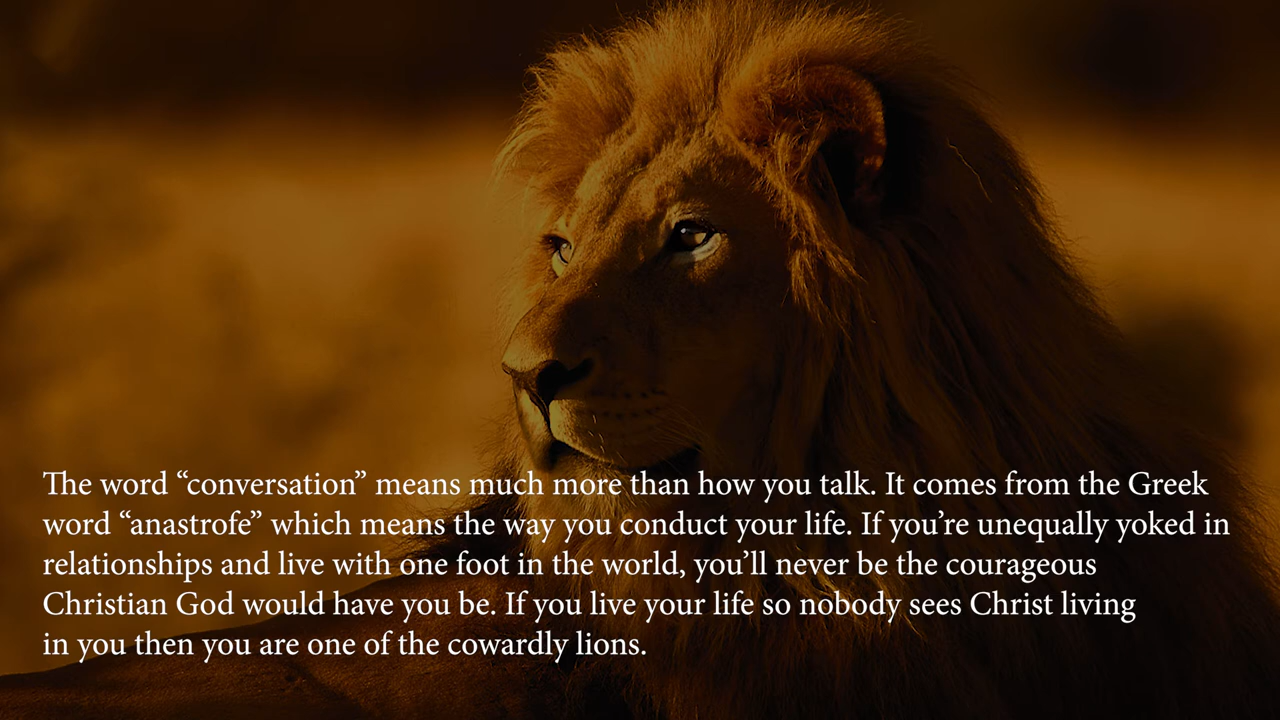 The word “conversation” means much more than how you talk. It comes from the Greek
word “anastrofe” which means the way you conduct your life. If you’re unequally yoked in
relationships and live with one foot in the world, you’ll never be the courageous
Christian God would have you be. If you live your life so nobody sees Christ living
in you then you are one of the cowardly lions.